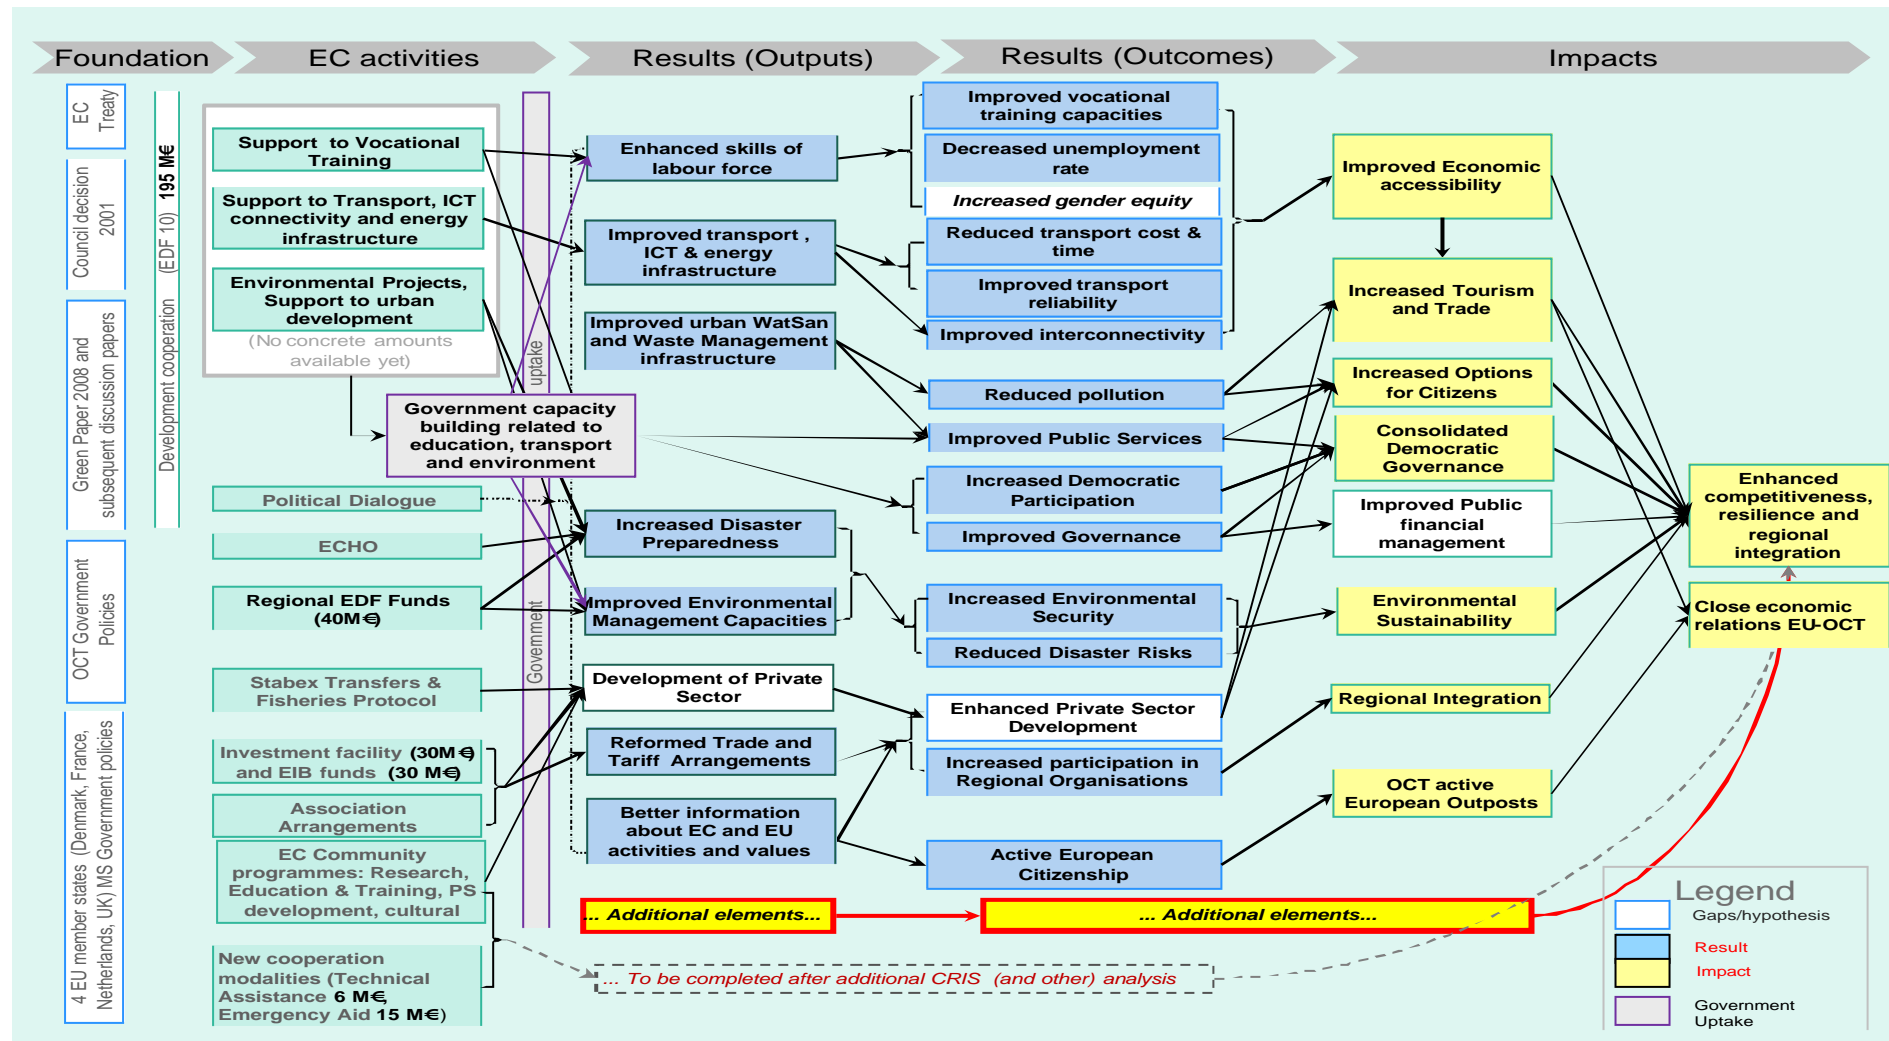 Foundation
EC activities
Results (Outputs)
Results (Outcomes)
Impacts
EC
Treaty
Council decision
2001
Green Paper 2008 and
subsequent discussion papers
OCT Government
Policies
4 EU member states (Denmark, France,
Netherlands, UK) MS Government policies
Development cooperation (EDF 10) 195 M€
Support to Vocational
Training
Support to Transport, ICT
connectivity and energy
infrastructure
Environmental Projects,
Support to urban
development
(No concrete amounts
available yet)
Government capacity
building related to
education, transport
and environment
Political Dialogue
ECHO
Regional EDF Funds
(40M€)
Stabex Transfers &
Fisheries Protocol
Investment facility (30M€)
and EIB funds (30 M€)
Association
Arrangements
EC Community
programmes: Research,
Education & Training, PS
development, cultural
New cooperation
modalities (Technical
Assistance 6 M€,
Emergency Aid 15 M€)
Government
uptake
Enhanced skills of
labour force
Improved transport ,
ICT & energy
infrastructure
Improved urban WatSan
and Waste Management
infrastructure
Increased Disaster
Preparedness
Improved Environmental
Management Capacities
Development of Private
Sector
Reformed Trade and
Tariff Arrangements
Better information
about EC and EU
activities and values
... Additional elements...
... To be completed after additional CRIS (and other) analysis
Improved vocational
training capacities
Decreased unemployment
rate
Increased gender equity
Reduced transport cost &
time
Improved transport
reliability
Improved interconnectivity
Reduced pollution
Improved Public Services
Increased Democratic
Participation
Improved Governance
Increased Environmental
Security
Reduced Disaster Risks
Enhanced Private Sector
Development
Increased participation in
Regional Organisations
Active European
Citizenship
... Additional elements...
Improved Economic
accessibility
Increased Tourism
and Trade
Increased Options
for Citizens
Consolidated
Democratic
Governance
Improved Public
financial
management
Environmental
Sustainability
Regional Integration
OCT active
European Outposts
Enhanced
competitiveness,
resilience and
regional
integration
Close economic
relations EU-OCT
Legend
Gaps/hypothesis
Result
Impact
Government
Uptake